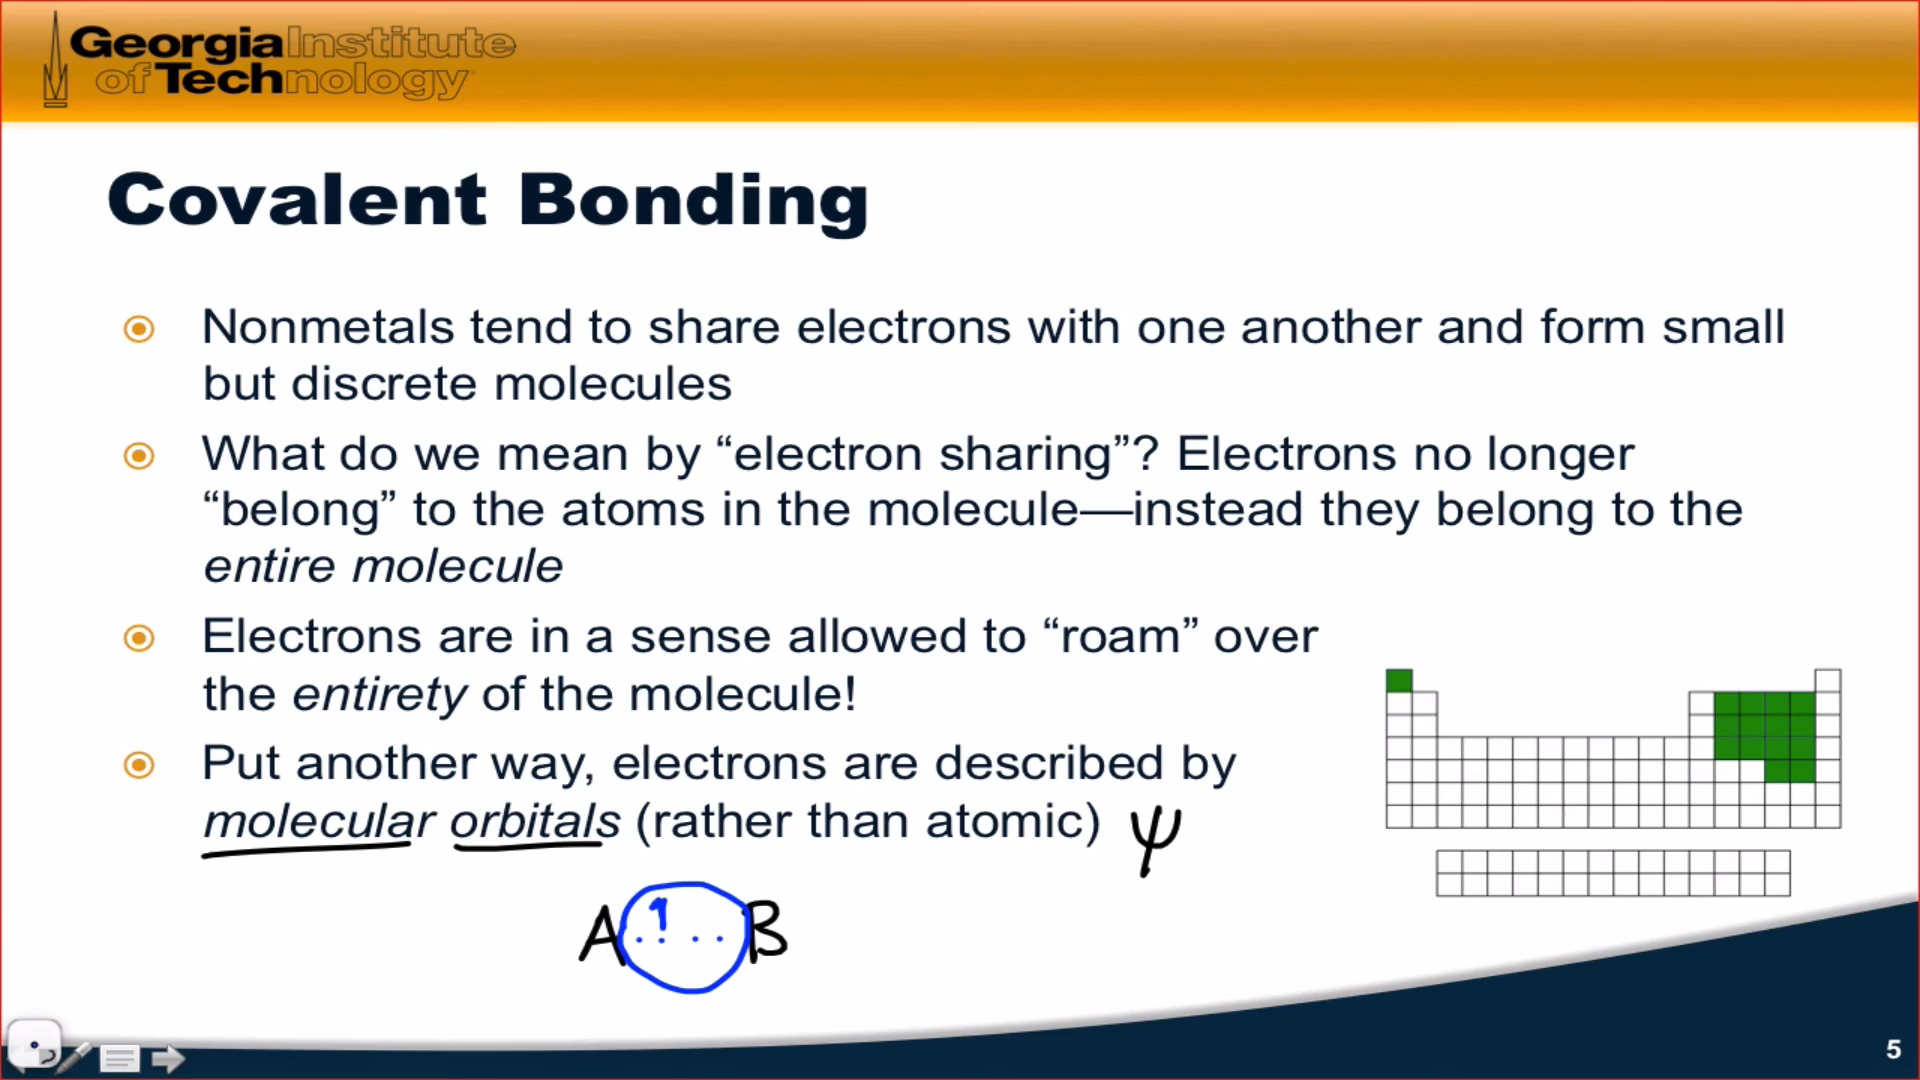 Georgia Institute
of Technology
Covalent Bonding
Nonmetals tend to share electrons with one another and form small
but discrete molecules
What do we mean by “electron sharing”? Electrons no longer
“belong” to the atoms in the molecule—instead they belong to the
entire molecule
Electrons are in a sense allowed to “roam” over
the entirety of the molecule!
Put another way, electrons are described by
molecular orbitals (rather than atomic) ψ
A .... B
5